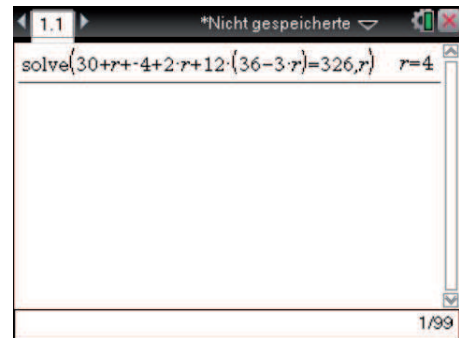 1.1 *Nicht gespeicherte
solve(30+r+-4+2·r+12·(36-3·r)=326,r) r=4
1/99